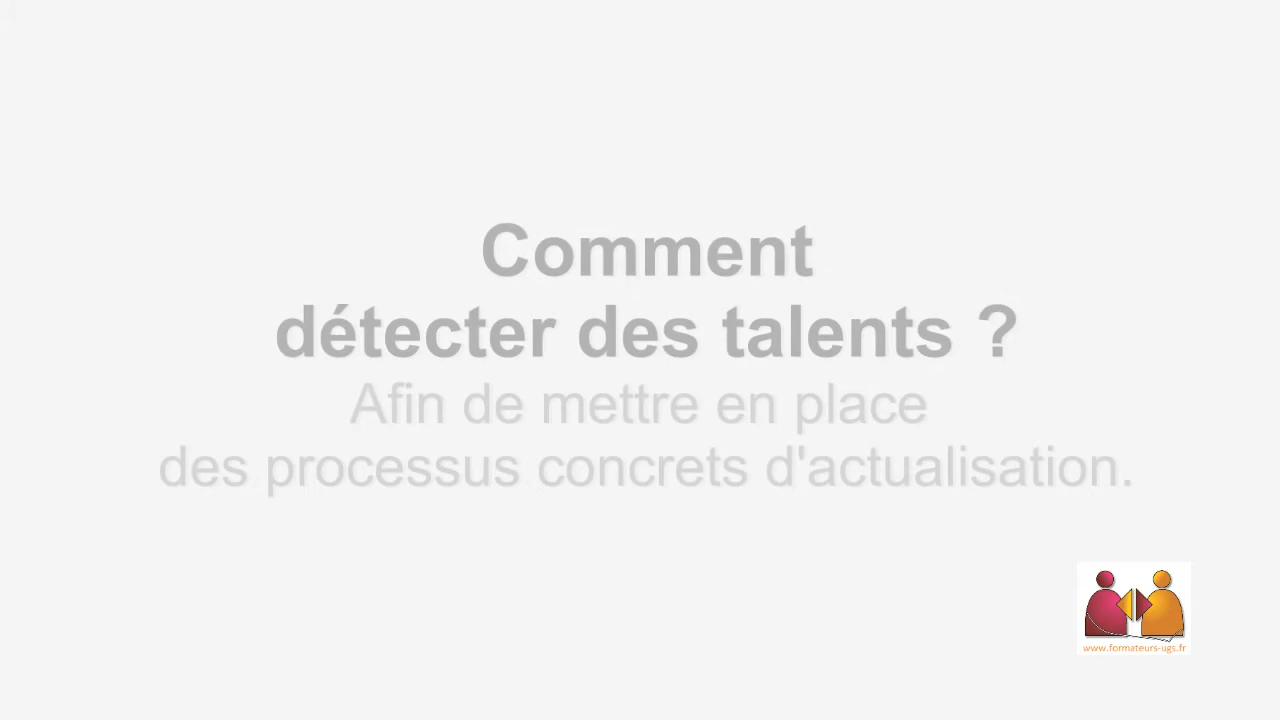 Comment
détecter des talents ?
Afin de mettre en place
des processus concrets d'actualisation.
www.formateurs-ugs.fr